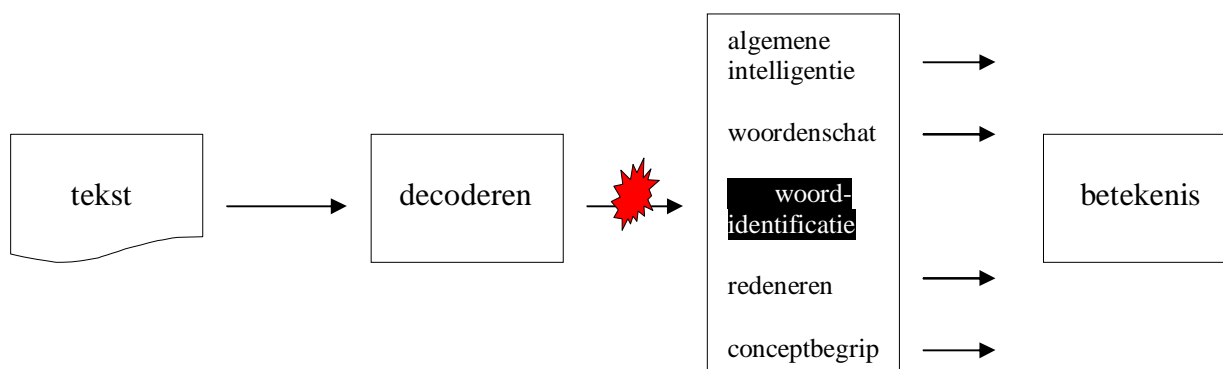 tekst
decoderen
algemene
intelligentie
woordenschat
woord-
identificatie
redeneren
conceptbegrip
betekenis